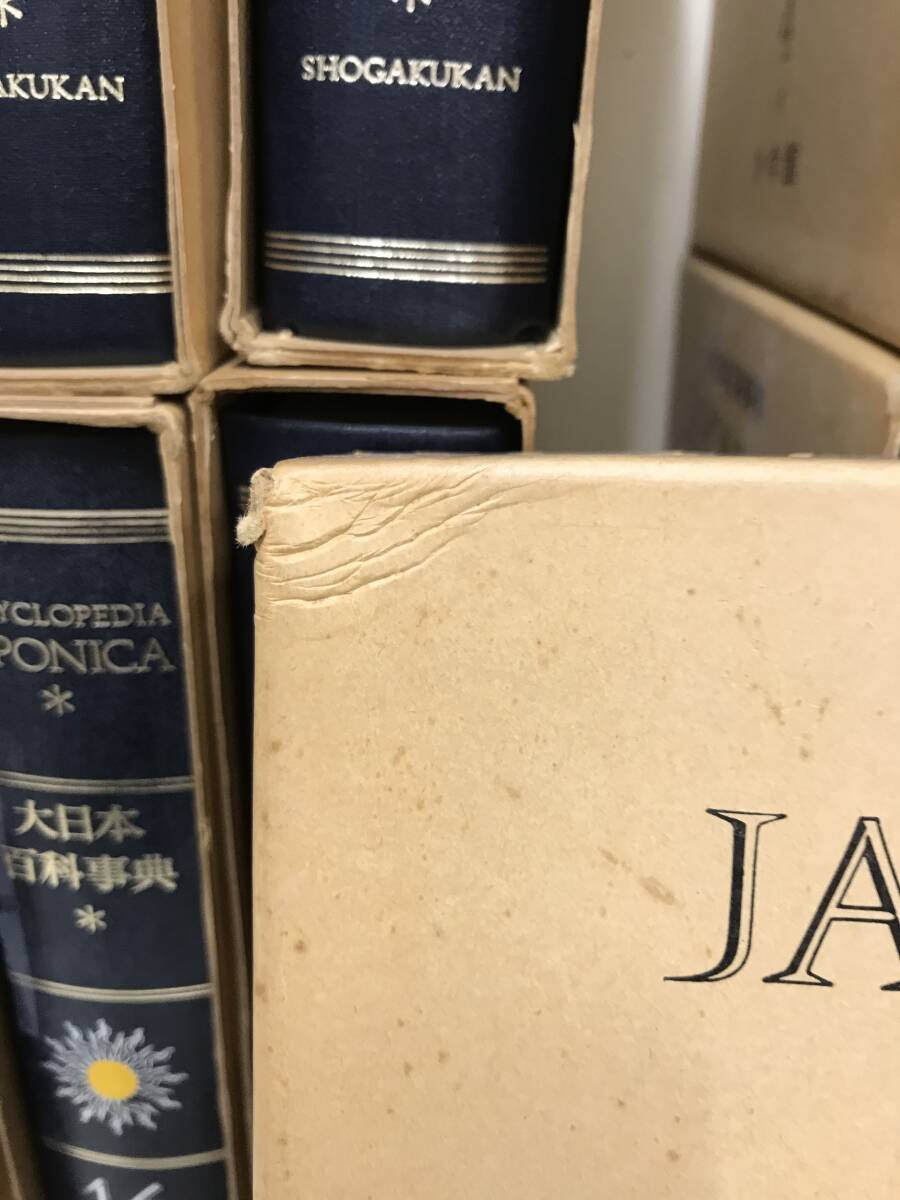 AKUKAN
SHOGAKUKAN
YCLOPEDIA
PONICA
*
大日本
百科事典
*
JA